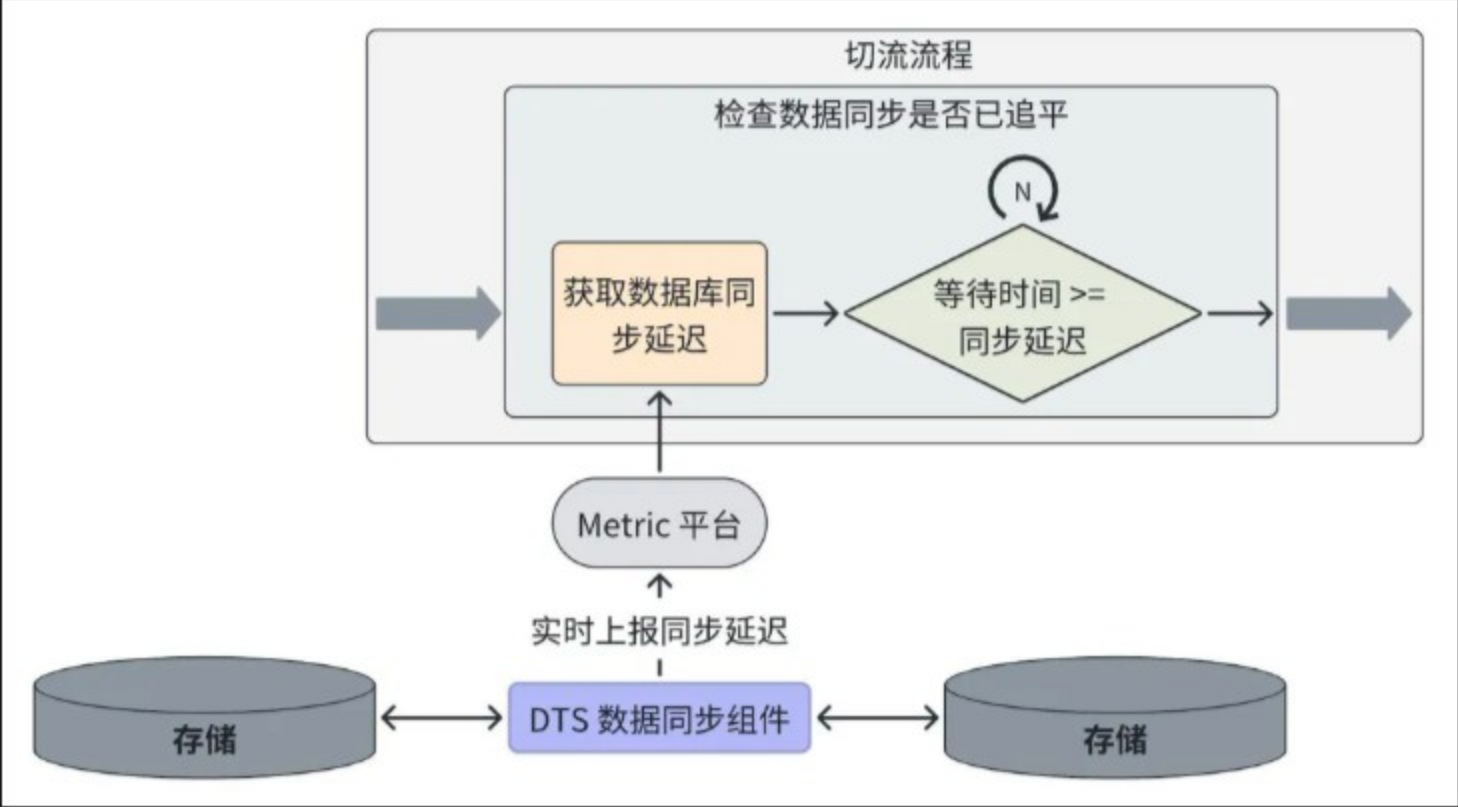 切流流程
检查数据同步是否已追平
N
获取数据库同
步延迟
等待时间 >=
同步延迟
Metric 平台
实时上报同步延迟
存储
DTS 数据同步组件
存储